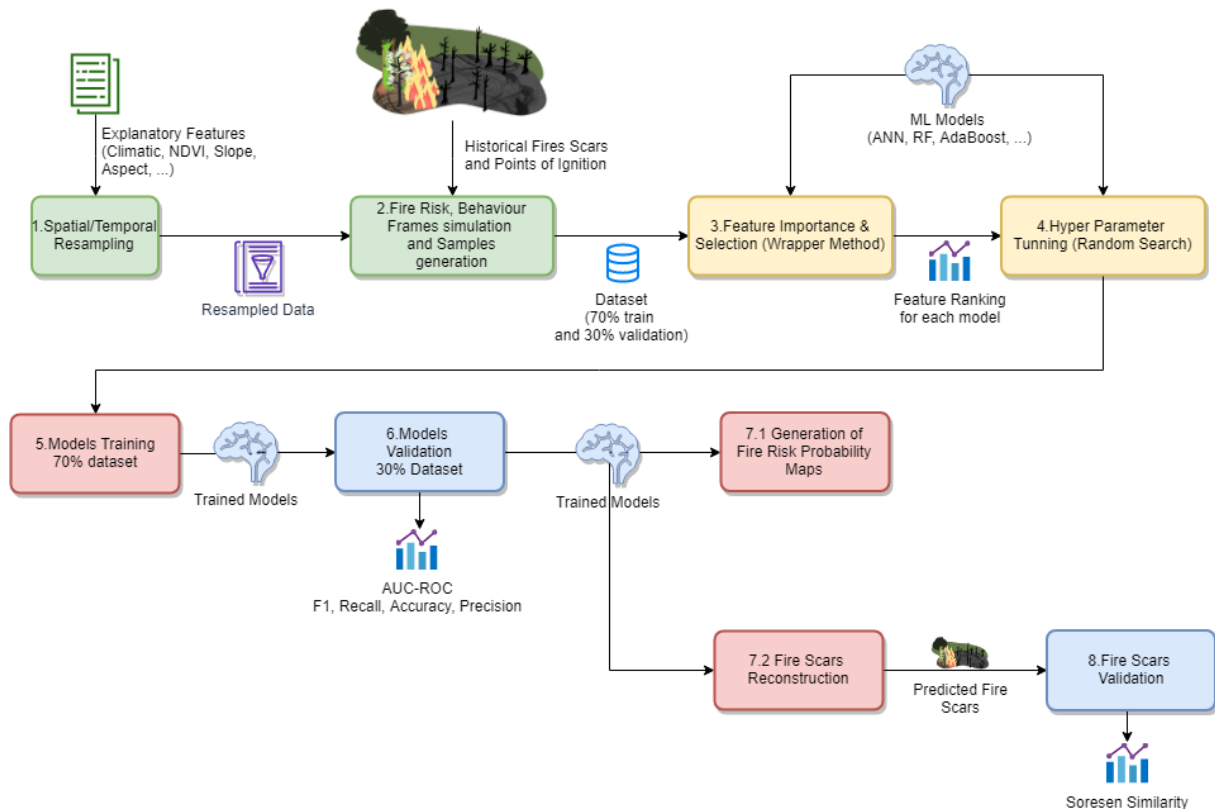 Explanatory Features
(Climatic, NDVI, Slope,
Aspect, ...)
Historical Fires Scars
and Points of Ignition
ML Models
(ANN, RF, AdaBoost, ...)
1.Spatial/Temporal
Resampling
Resampled Data
2.Fire Risk, Behaviour
Frames simulation
and Samples
generation
Dataset
(70% train
and 30% validation)
3.Feature Importance &
Selection (Wrapper Method)
Feature Ranking
for each model
4.Hyper Parameter
Tunning (Random Search)
5.Models Training
70% dataset
Trained Models
6.Models
Validation
30% Dataset
AUC-ROC
F1, Recall, Accuracy, Precision
Trained Models
7.1 Generation of
Fire Risk Probability
Maps
7.2 Fire Scars
Reconstruction
Predicted Fire
Scars
8.Fire Scars
Validation
Soresen Similarity